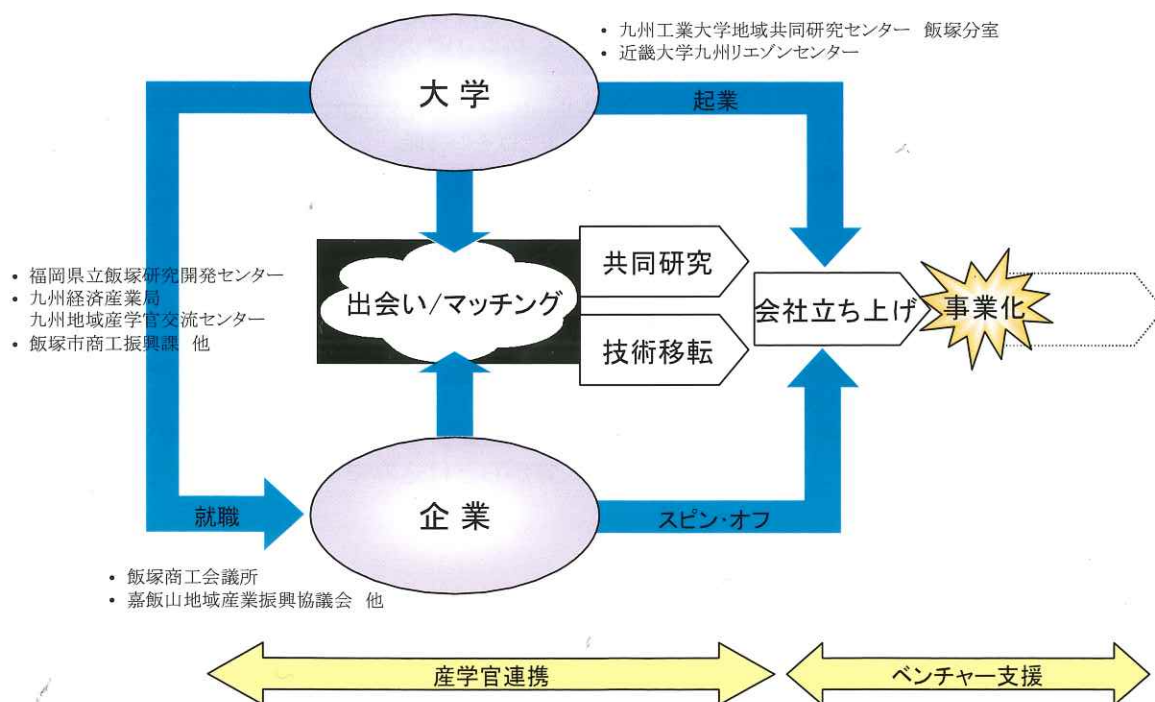 • 九州工業大学地域共同研究センター 飯塚分室
• 近畿大学九州リエゾンセンター
大学
起業
• 福岡県立飯塚研究開発センター
• 九州経済産業局
九州地域産学官交流センター
• 飯塚市商工振興課 他
出会い/マッチング
共同研究
技術移転
会社立ち上げ
事業化
企業
就職
スピン・オフ
• 飯塚商工会議所
• 嘉飯山地域産業振興協議会 他
産学官連携
ベンチャー支援